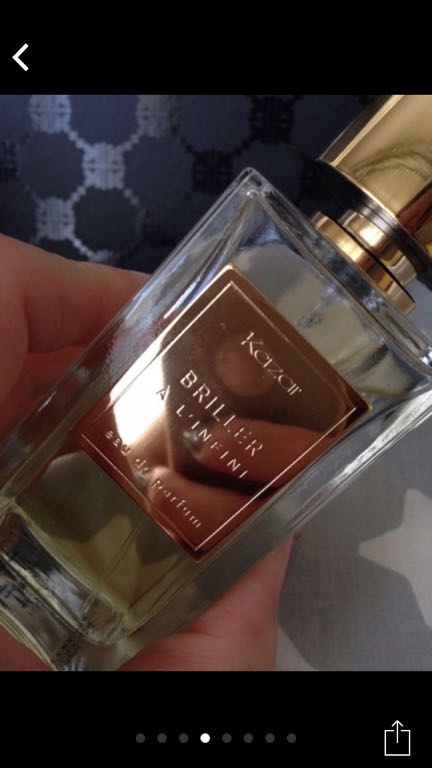 Kazar
BRILLER
À L'INFINI
eau de parfum